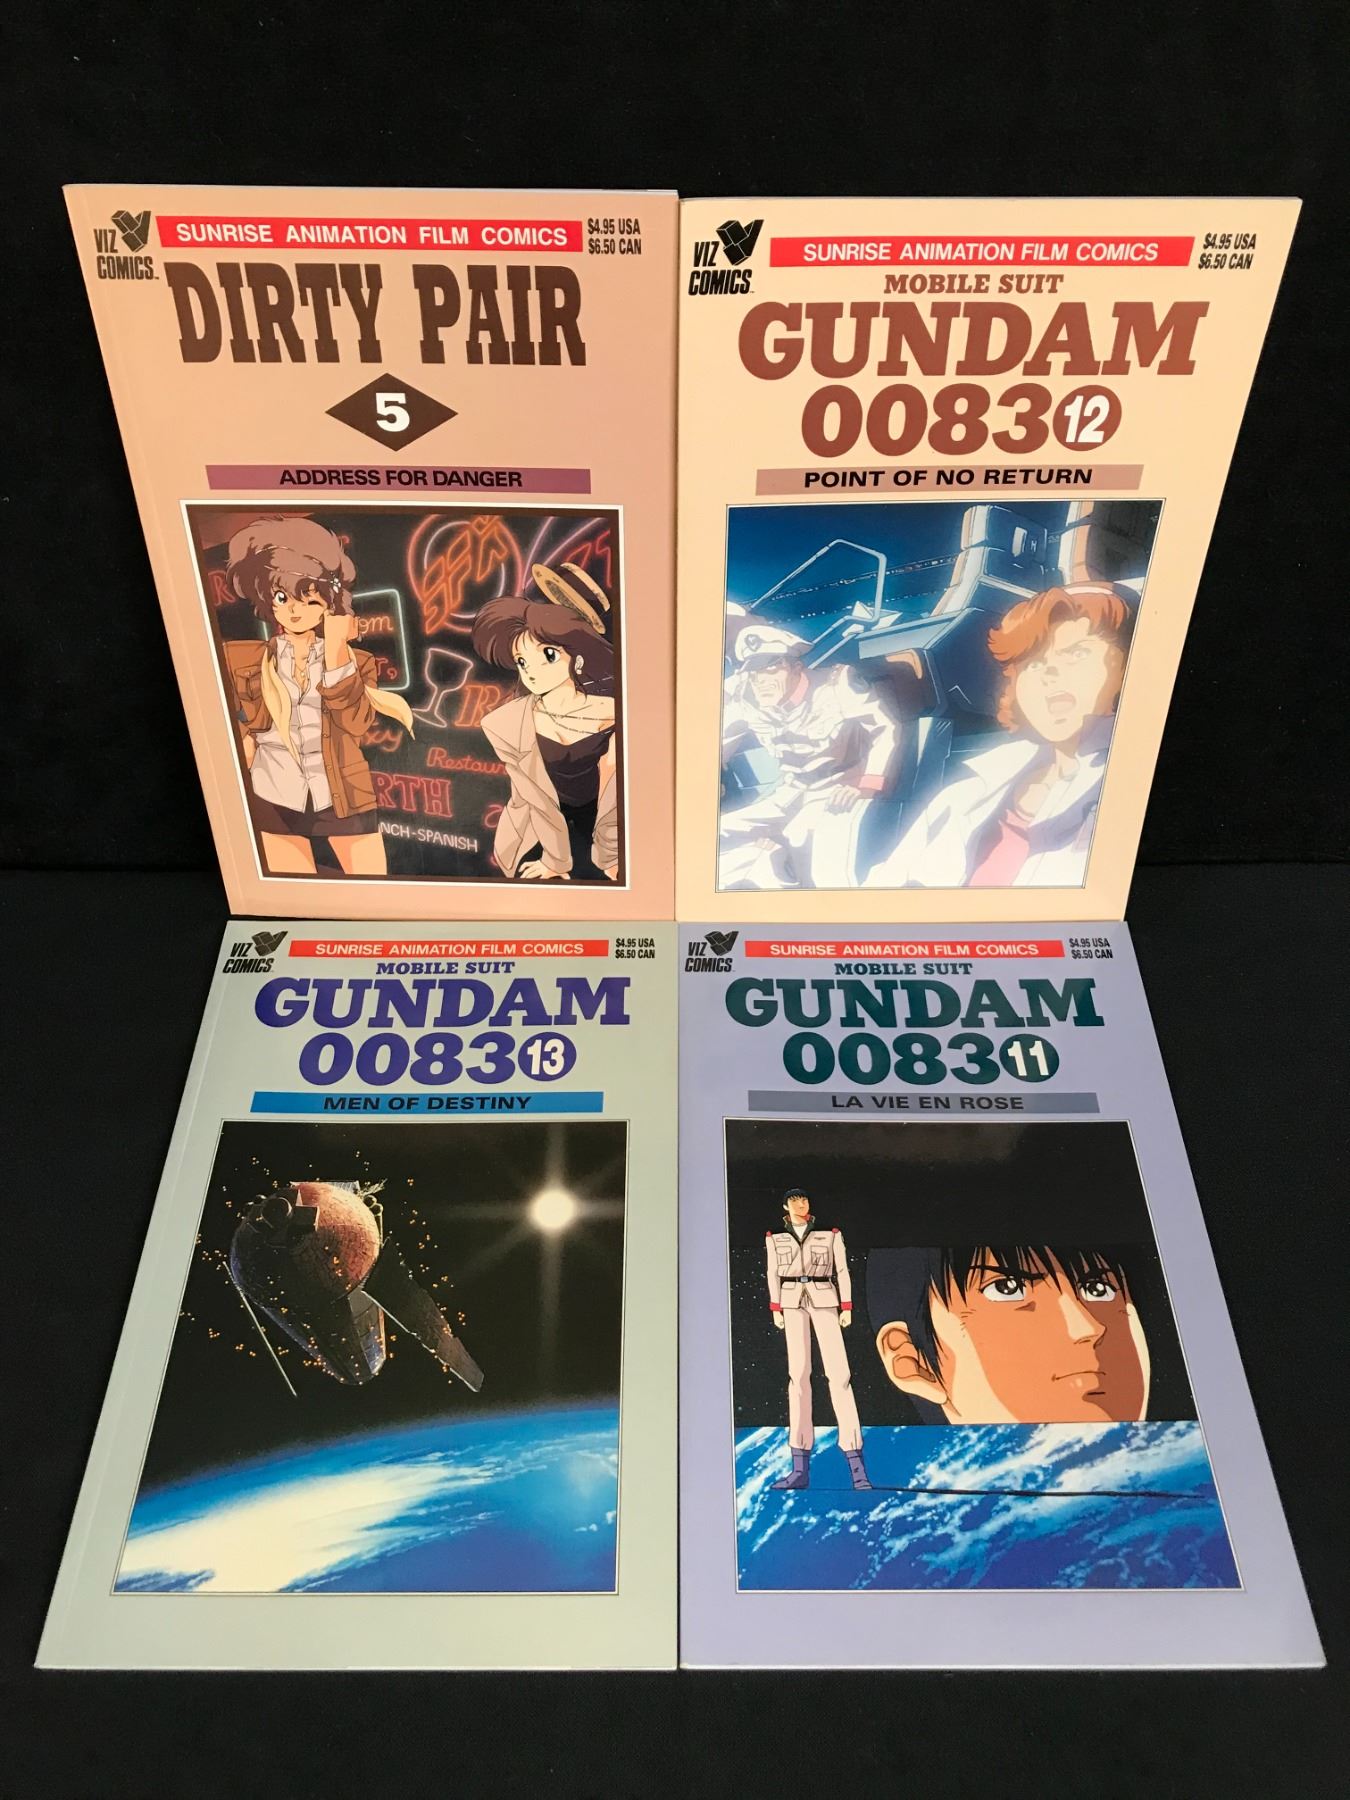 VIZ
COMICS™
SUNRISE ANIMATION FILM COMICS
$4.95 USA
$6.50 CAN
DIRTY PAIR
5
ADDRESS FOR DANGER
Restaur
RTH
NCH-SPANISH
VIZ
COMICS
SUNRISE ANIMATION FILM COMICS
$4.95 USA
$6.50 CAN
MOBILE SUIT
GUNDAM
0083 12
POINT OF NO RETURN
VIZ
COMICS
SUNRISE ANIMATION FILM COMICS
$4.95 USA
$6.50 CAN
MOBILE SUIT
GUNDAM
0083 13
MEN OF DESTINY
VIZ
COMICS
SUNRISE ANIMATION FILM COMICS
$4.95 USA
$6.50 CAN
MOBILE SUIT
GUNDAM
0083 11
LA VIE EN ROSE